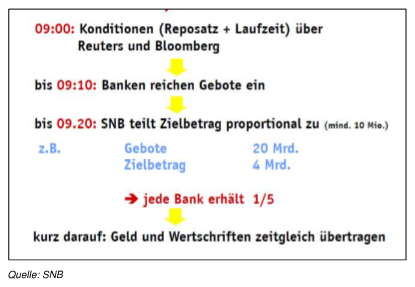 09:00: Konditionen (Reposatz + Laufzeit) über
Reuters und Bloomberg
bis 09:10: Banken reichen Gebote ein
bis 09.20: SNB teilt Zielbetrag proportional zu (mind. 10 Mio.)
z.B. Gebote 20 Mrd.
Zielbetrag 4 Mrd.
➔ jede Bank erhält 1/5
kurz darauf: Geld und Wertschriften zeitgleich übertragen
Quelle: SNB